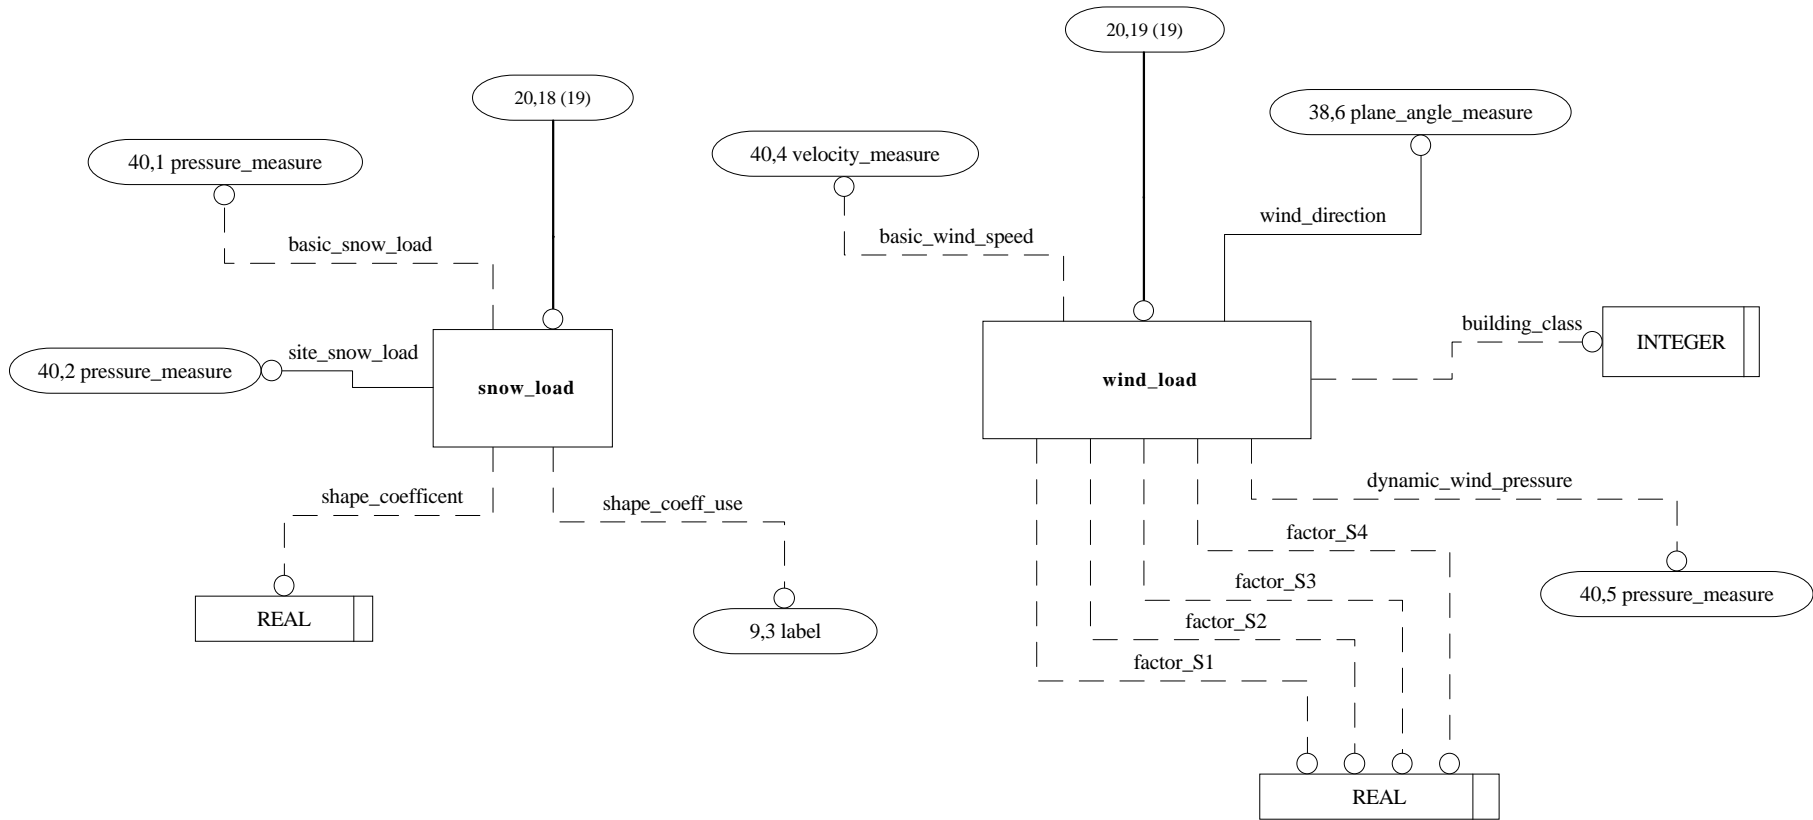 20,19 (19)
20,18 (19)
38,6 plane_angle_measure
40,1 pressure_measure
40,4 velocity_measure
wind_direction
basic_snow_load
basic_wind_speed
building_class
INTEGER
site_snow_load
40,2 pressure_measure
snow_load
wind_load
shape_coefficent
shape_coeff_use
dynamic_wind_pressure
factor_S4
factor_S3
40,5 pressure_measure
REAL
factor_S2
9,3 label
factor_S1
REAL